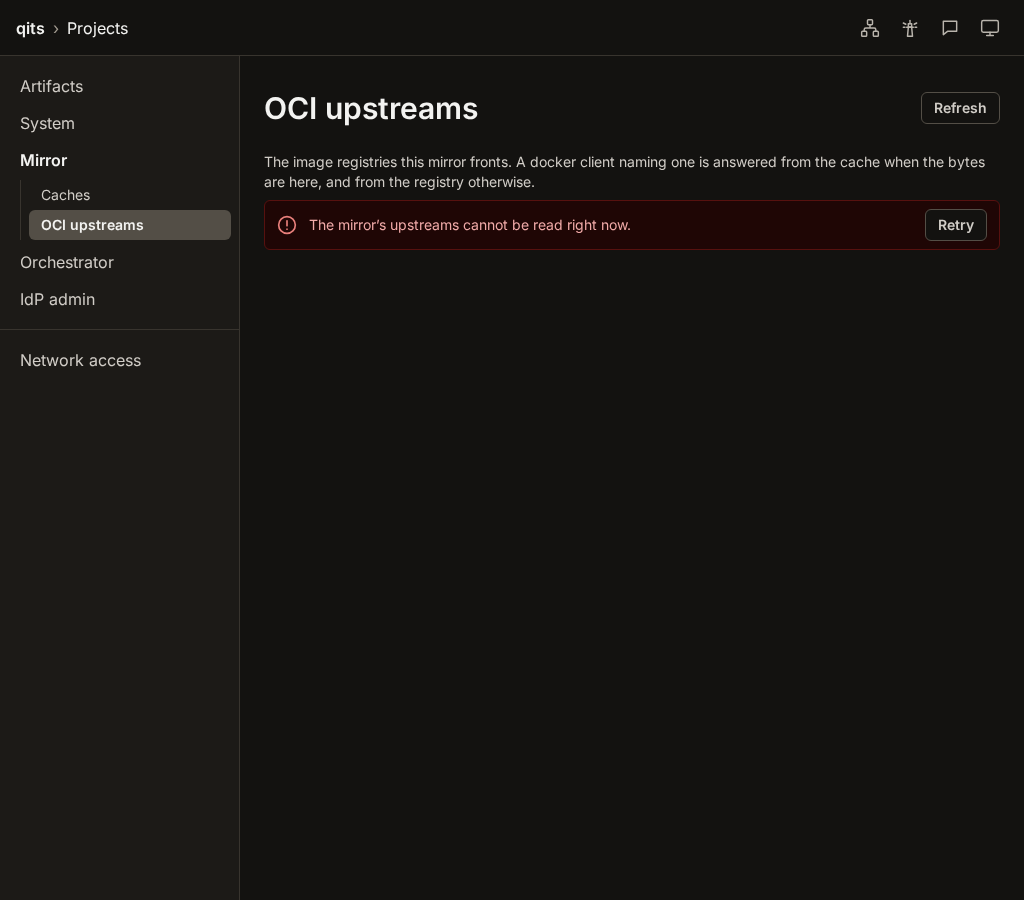 qits › Projects
Artifacts
System
Mirror
Caches
OCI upstreams
Orchestrator
IdP admin
Network access
OCI upstreams
Refresh
The image registries this mirror fronts. A docker client naming one is answered from the cache when the bytes
are here, and from the registry otherwise.
The mirror’s upstreams cannot be read right now.
Retry